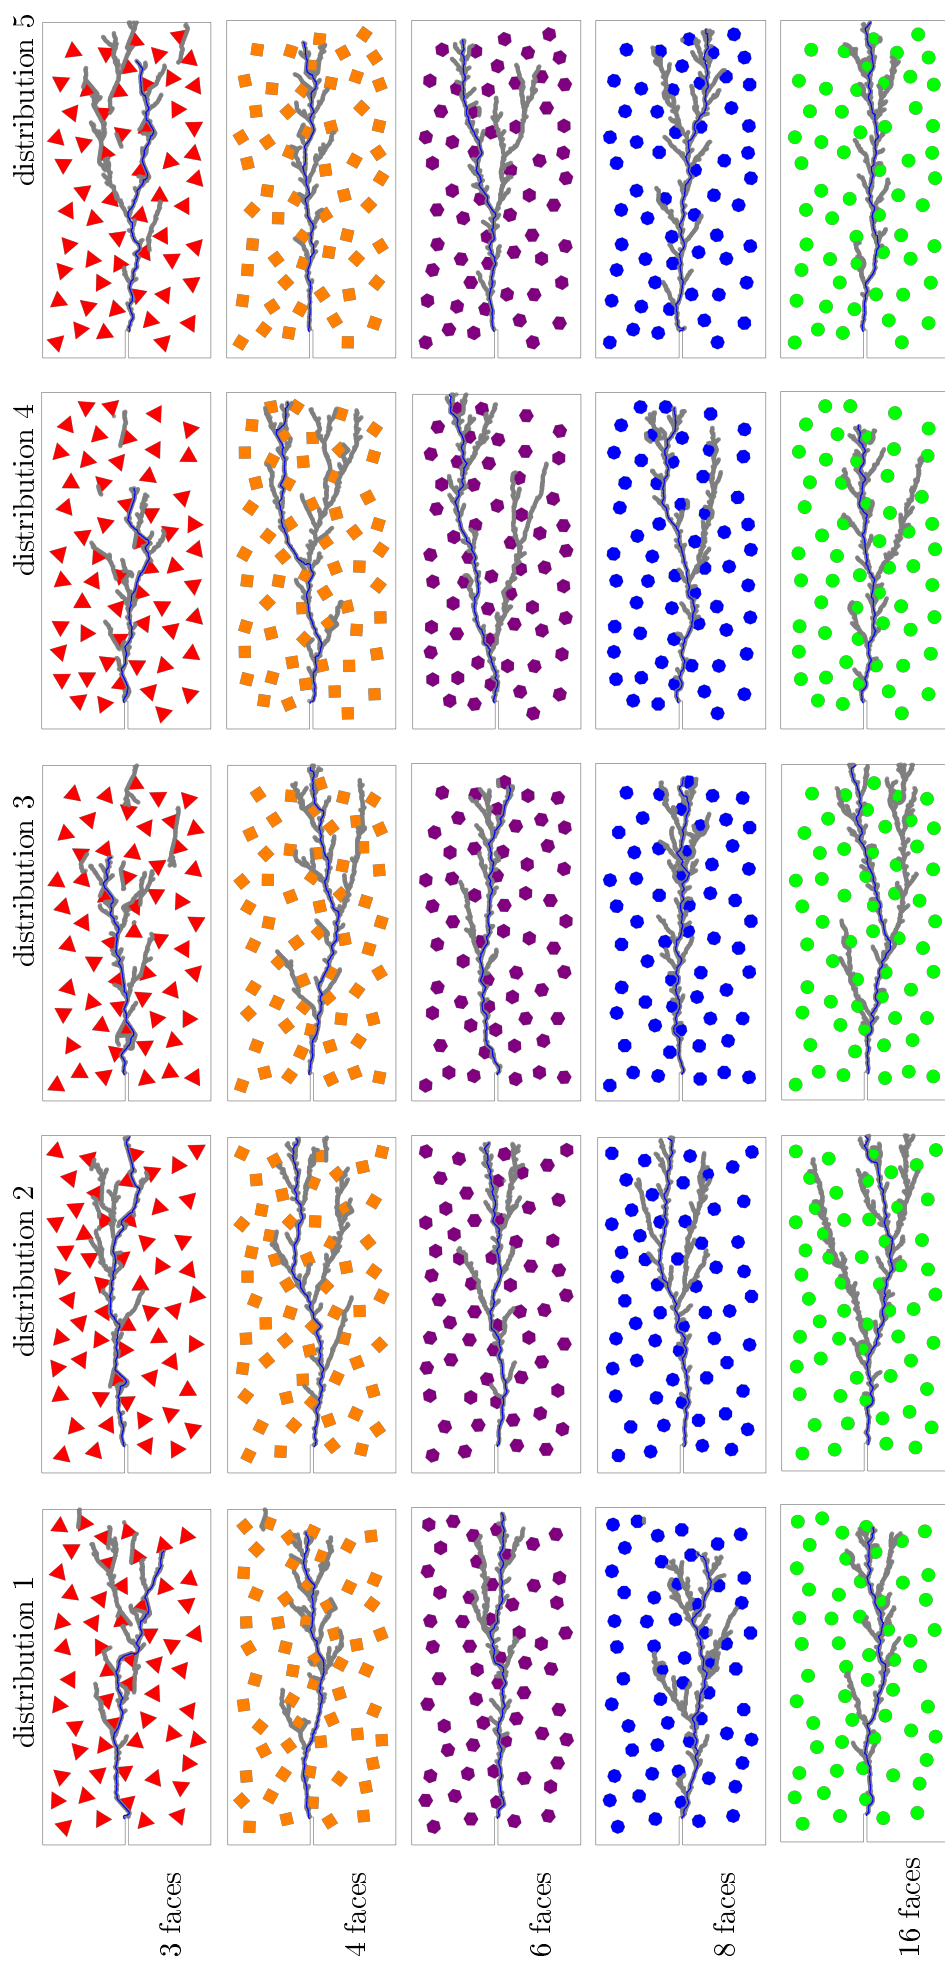 distribution 1
distribution 2
distribution 3
distribution 4
distribution 5
3 faces
4 faces
6 faces
8 faces
16 faces